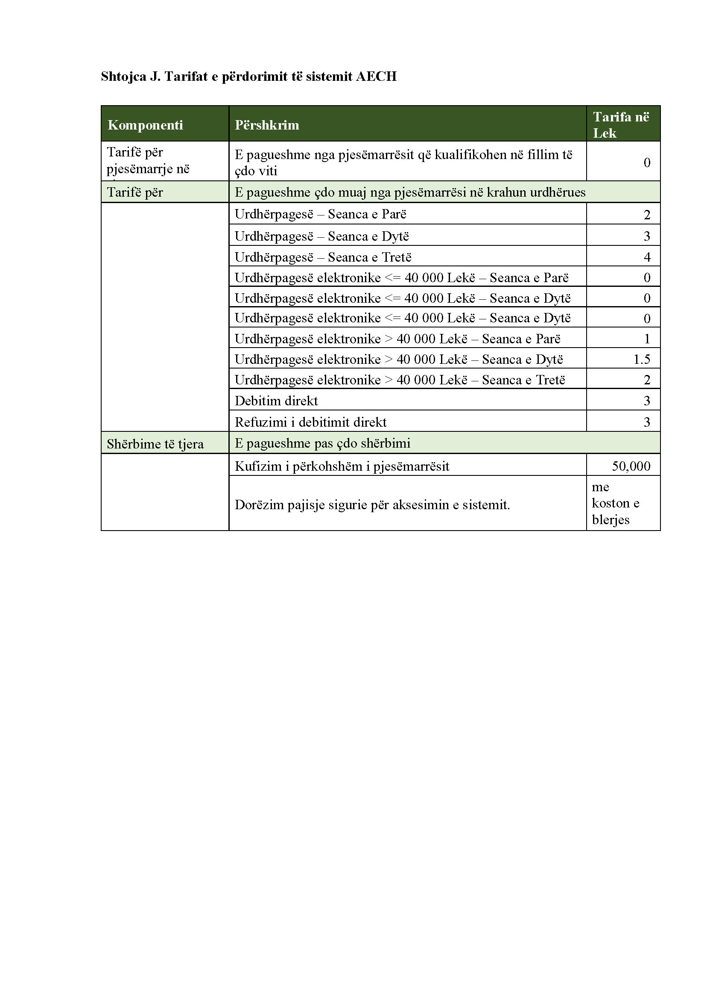 Shtojca J. Tarifat e përdorimit të sistemit AECH
Komponenti
Përshkrim
Tarifa në
Lek
Tarifë për
pjesëmarrje në
E pagueshme nga pjesëmarrësit që kualifikohen në fillim të
çdo viti
0
Tarifë për
E pagueshme çdo muaj nga pjesëmarrësi në krahun urdhërues
Urdhërpagesë – Seanca e Parë
2
Urdhërpagesë – Seanca e Dytë
3
Urdhërpagesë – Seanca e Tretë
4
Urdhërpagesë elektronike <= 40 000 Lekë – Seanca e Parë
0
Urdhërpagesë elektronike <= 40 000 Lekë – Seanca e Dytë
0
Urdhërpagesë elektronike <= 40 000 Lekë – Seanca e Dytë
0
Urdhërpagesë elektronike > 40 000 Lekë – Seanca e Parë
1
Urdhërpagesë elektronike > 40 000 Lekë – Seanca e Dytë
1.5
Urdhërpagesë elektronike > 40 000 Lekë – Seanca e Tretë
2
Debitim direkt
3
Refuzimi i debitimit direkt
3
Shërbime të tjera
E pagueshme pas çdo shërbimi
Kufizim i përkohshëm i pjesëmarrësit
50,000
Dorëzim pajisje sigurie për aksesimin e sistemit.
me
koston e
blerjes